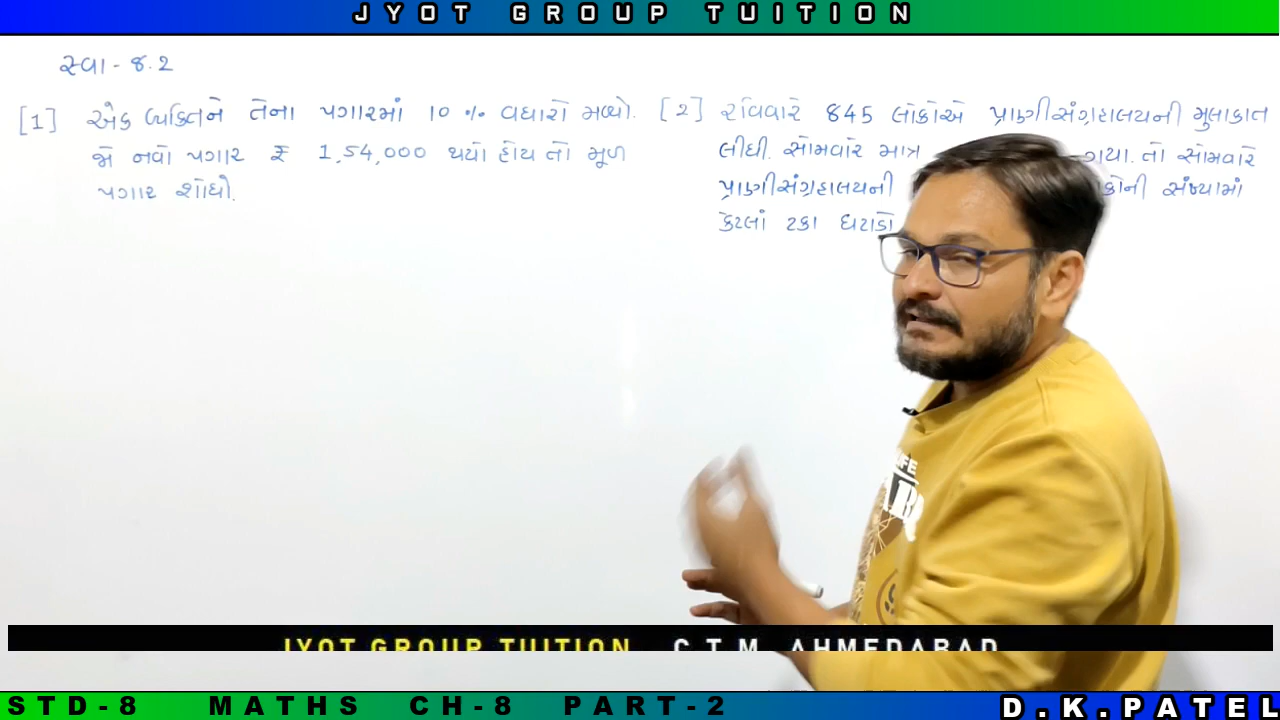 JYOT GROUP TUITION
સ્વા - 8.2
[1] એક વ્યક્તિને તેના પગારમાં 10 % વધારો મળ્યો.
જો નવો પગાર ₹ 1,54,000 થયો હોય તો મૂળ
પગાર શોધો.
[2] રવિવારે 845 લોકોએ પ્રાણીસંગ્રહાલયની મુલાકાત
લીધી. સોમવારે માત્ર ગયા. તો સોમવારે
પ્રાણીસંગ્રહાલયની સંખ્યામાં
કેટલાં ટકા ઘટાડો
JYOT GROUP TUITION C.T.M. AHMEDABAD
STD-8 MATHS CH-8 PART-2 D.K.PATEL